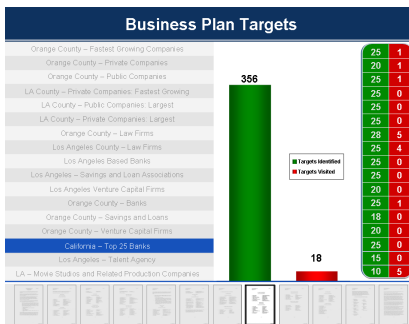 Business Plan Targets
Orange County – Fastest Growing Companies 25 1
Orange County – Private Companies 20 1
Orange County – Public Companies 25 1
LA County – Private Companies: Fastest Growing 25 0
LA County – Public Companies: Largest 25 0
LA County – Private Companies: Largest 25 0
Orange County – Law Firms 28 5
Los Angeles County – Law Firms 25 4
Los Angeles Based Banks 25 0
Los Angeles – Savings and Loan Associations 25 0
Los Angeles Venture Capital Firms 20 0
Orange County – Banks 25 1
Orange County – Savings and Loans 18 0
Orange County – Venture Capital Firms 20 0
California – Top 25 Banks 25 0
Los Angeles – Talent Agency 15 0
LA – Movie Studios and Related Production Companies 10 5
356
18
Targets Identified
Targets Visited